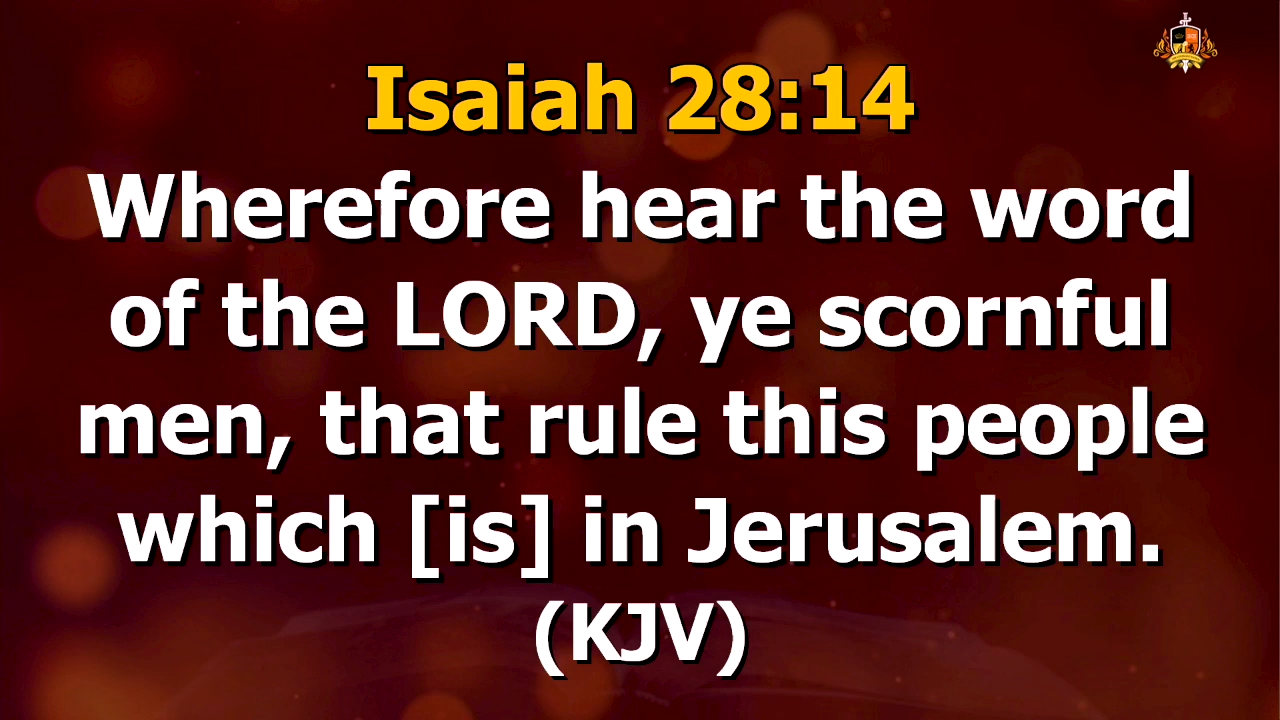 Isaiah 28:14
Wherefore hear the word
of the LORD, ye scornful
men, that rule this people
which [is] in Jerusalem.
(KJV)